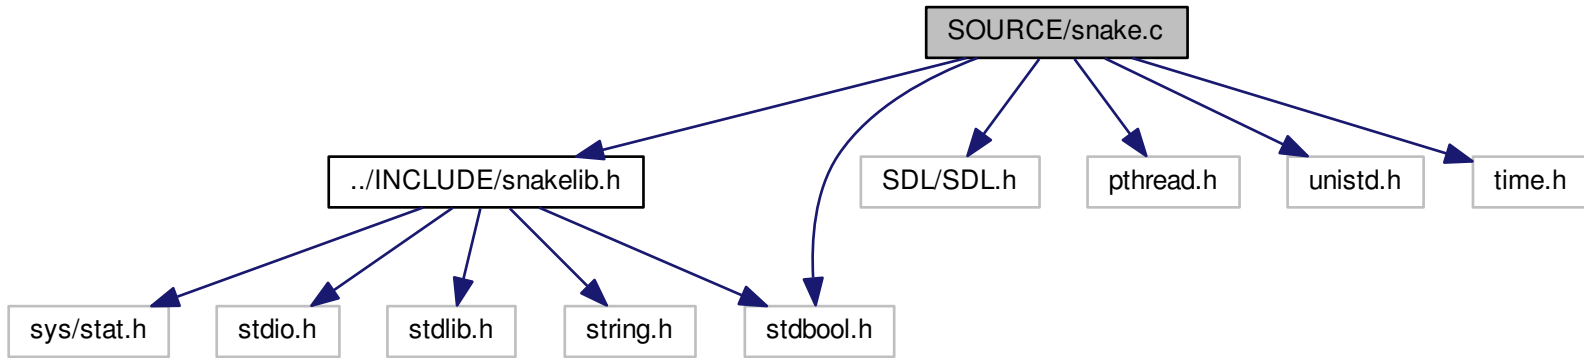 SOURCE/snake.c
../INCLUDE/snakelib.h
SDL/SDL.h
pthread.h
unistd.h
time.h
sys/stat.h
stdio.h
stdlib.h
string.h
stdbool.h